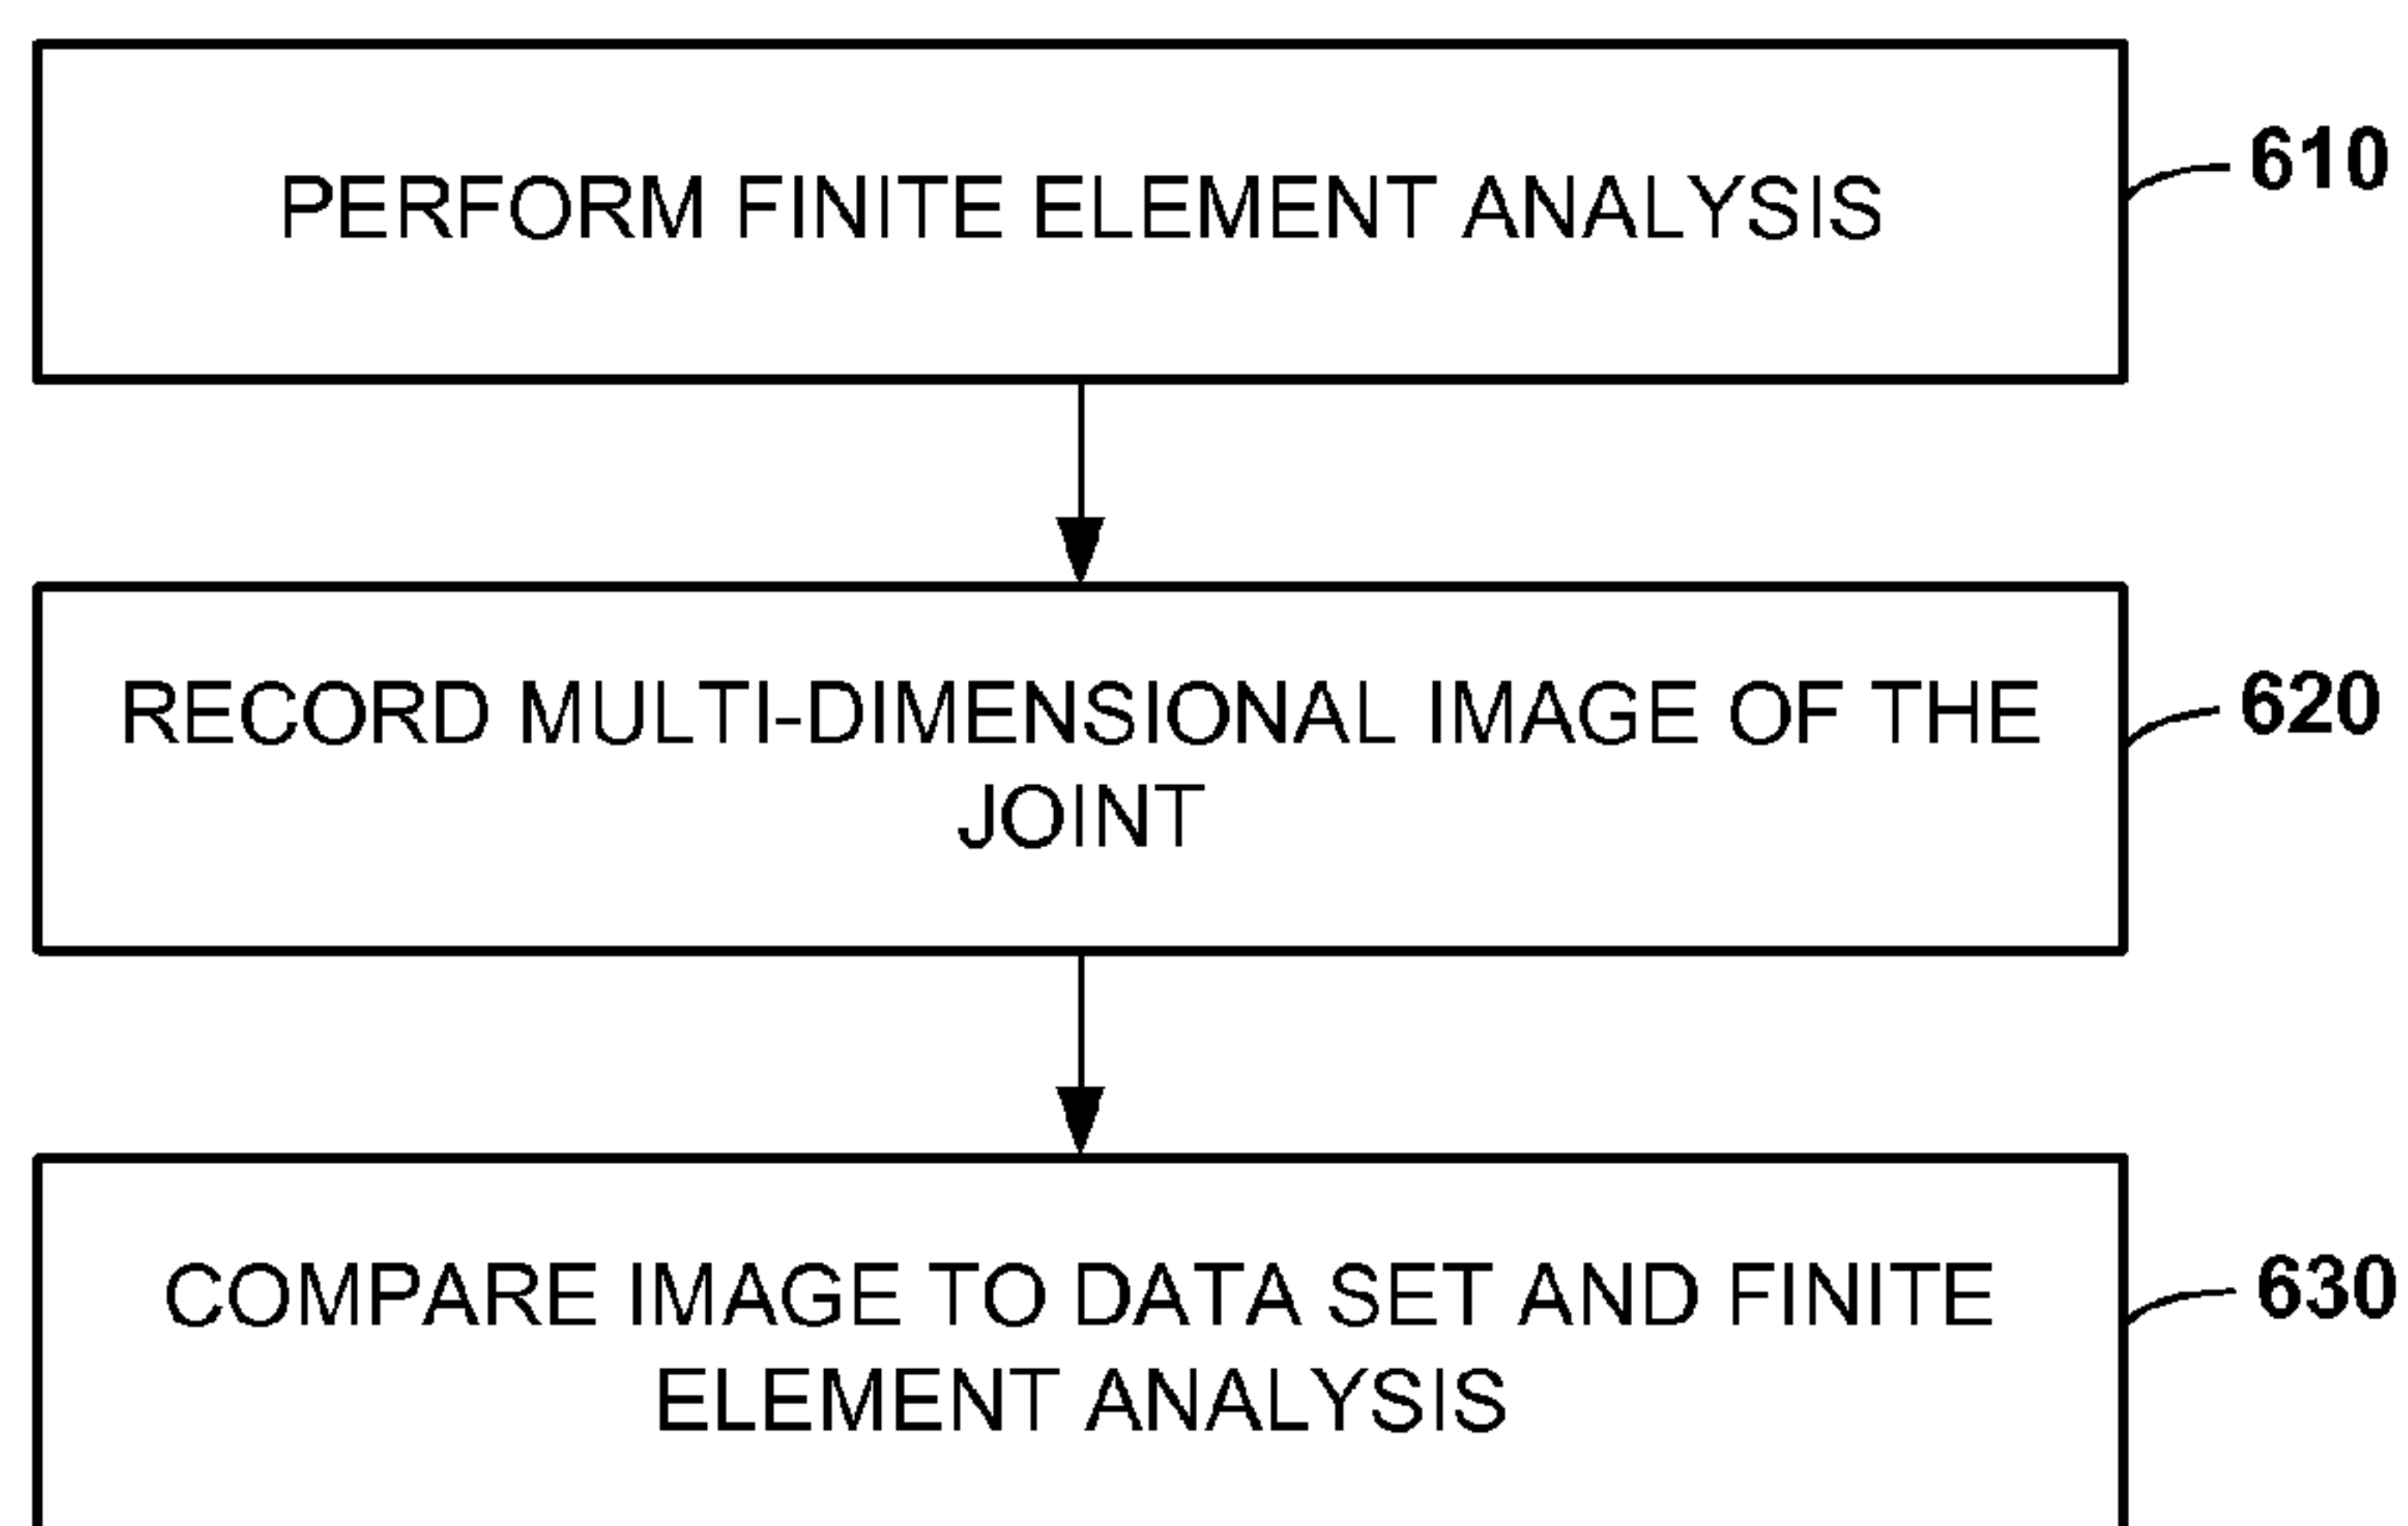 PERFORM FINITE ELEMENT ANALYSIS
610
RECORD MULTI-DIMENSIONAL IMAGE OF THE
JOINT
620
COMPARE IMAGE TO DATA SET AND FINITE
ELEMENT ANALYSIS
630